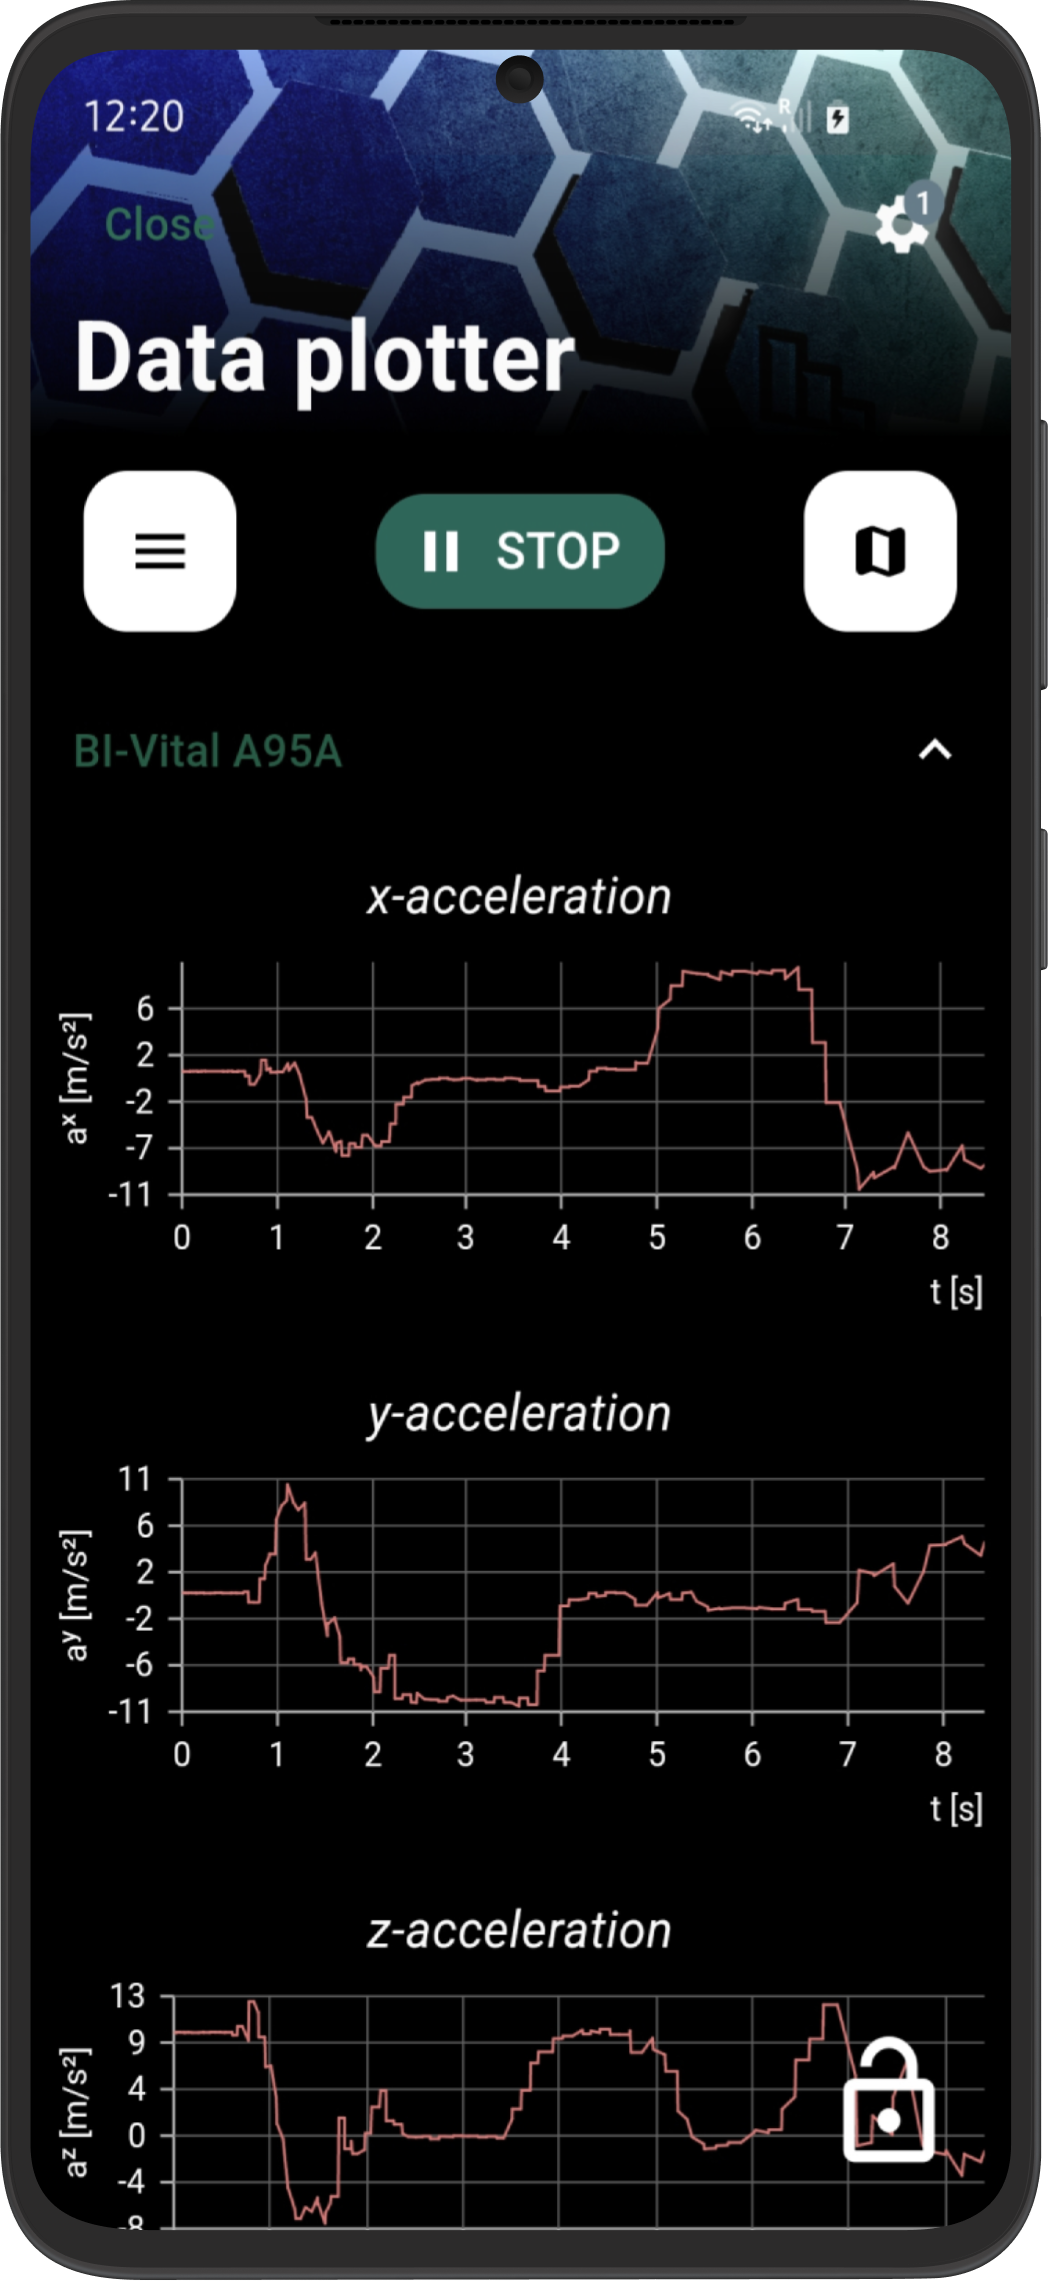 12:20
R
Close
1
Data plotter
STOP
BI-Vital A95A
x-acceleration
aˣ [m/s²]
6
2
-2
-7
-11
0 1 2 3 4 5 6 7 8
t [s]
y-acceleration
aʸ [m/s²]
11
6
2
-2
-6
-11
0 1 2 3 4 5 6 7 8
t [s]
z-acceleration
aᶻ [m/s²]
13
9
4
0
-4
-8